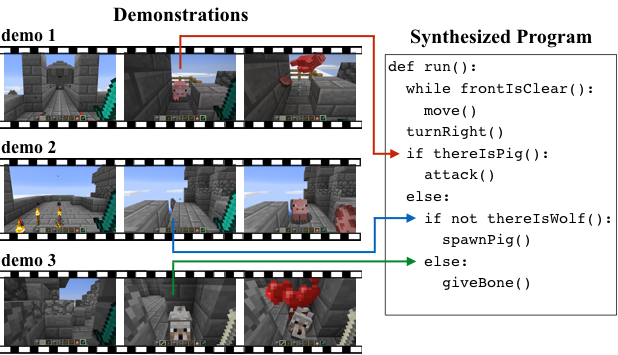 Demonstrations
demo 1
demo 2
demo 3
Synthesized Program
def run():
while frontIsClear():
move()
turnRight()
if thereIsPig():
attack()
else:
if not thereIsWolf():
spawnPig()
else:
giveBone()